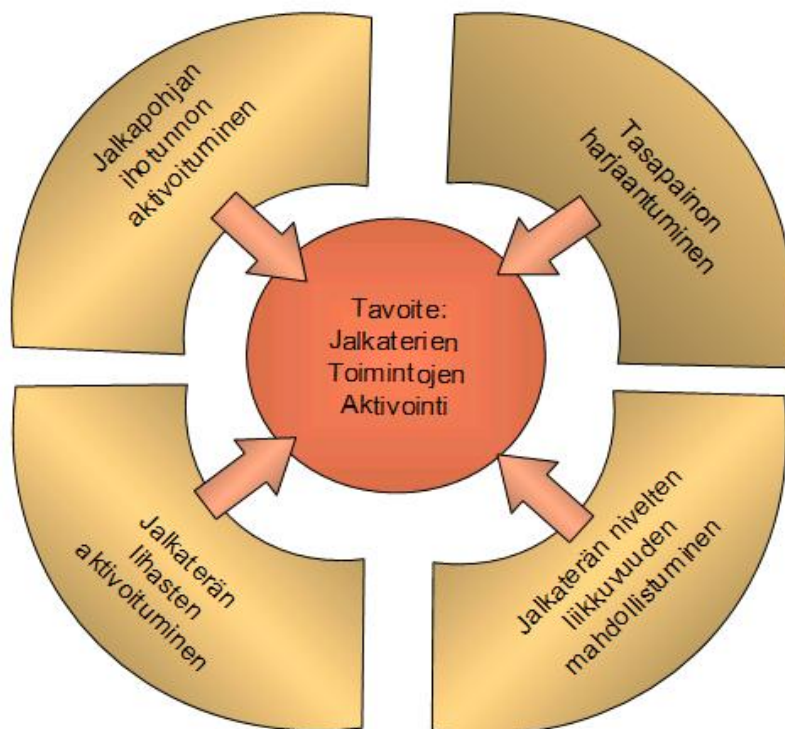 Jalkapohjan
ihotunnon
aktivoituminen
Tasapainon
harjaantuminen
Tavoite:
Jalkaterien
Toimintojen
Aktivointi
Jalkaterän
lihasten
aktivoituminen
Jalkaterän nivelten
liikkuvuuden
mahdollistuminen